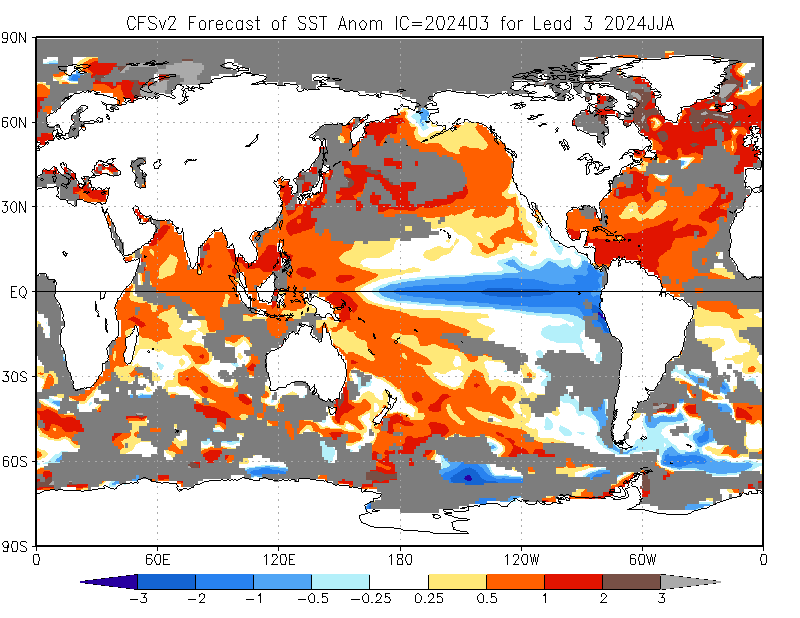 CFSv2 Forecast of SST Anom IC=202403 for Lead 3 2024JJA
90N
60N
30N
EQ
30S
60S
90S
0 60E 120E 180 120W 60W 0
-3 -2 -1 -0.5 -0.25 0.25 0.5 1 2 3